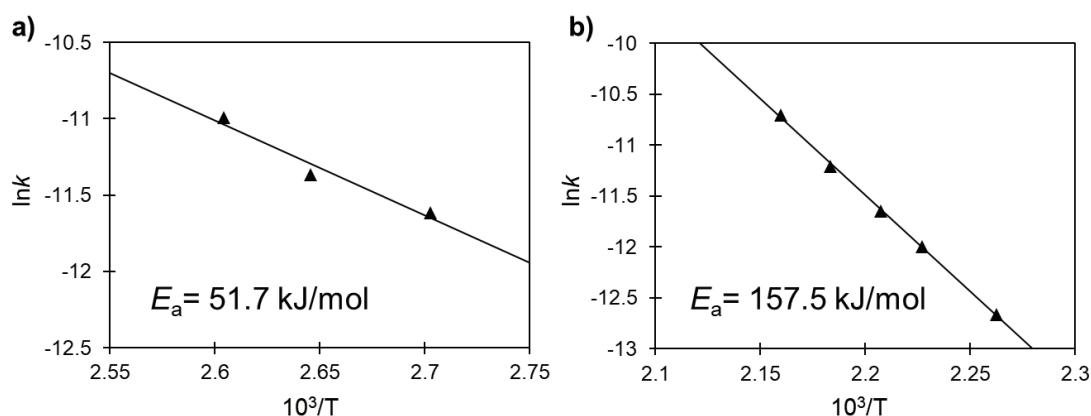 a)
-10.5
-11
-11.5
-12
-12.5
lnk
2.55 2.6 2.65 2.7 2.75
10³/T
Eₐ= 51.7 kJ/mol
b)
-10
-10.5
-11
-11.5
-12
-12.5
-13
lnk
2.1 2.15 2.2 2.25 2.3
10³/T
Eₐ= 157.5 kJ/mol